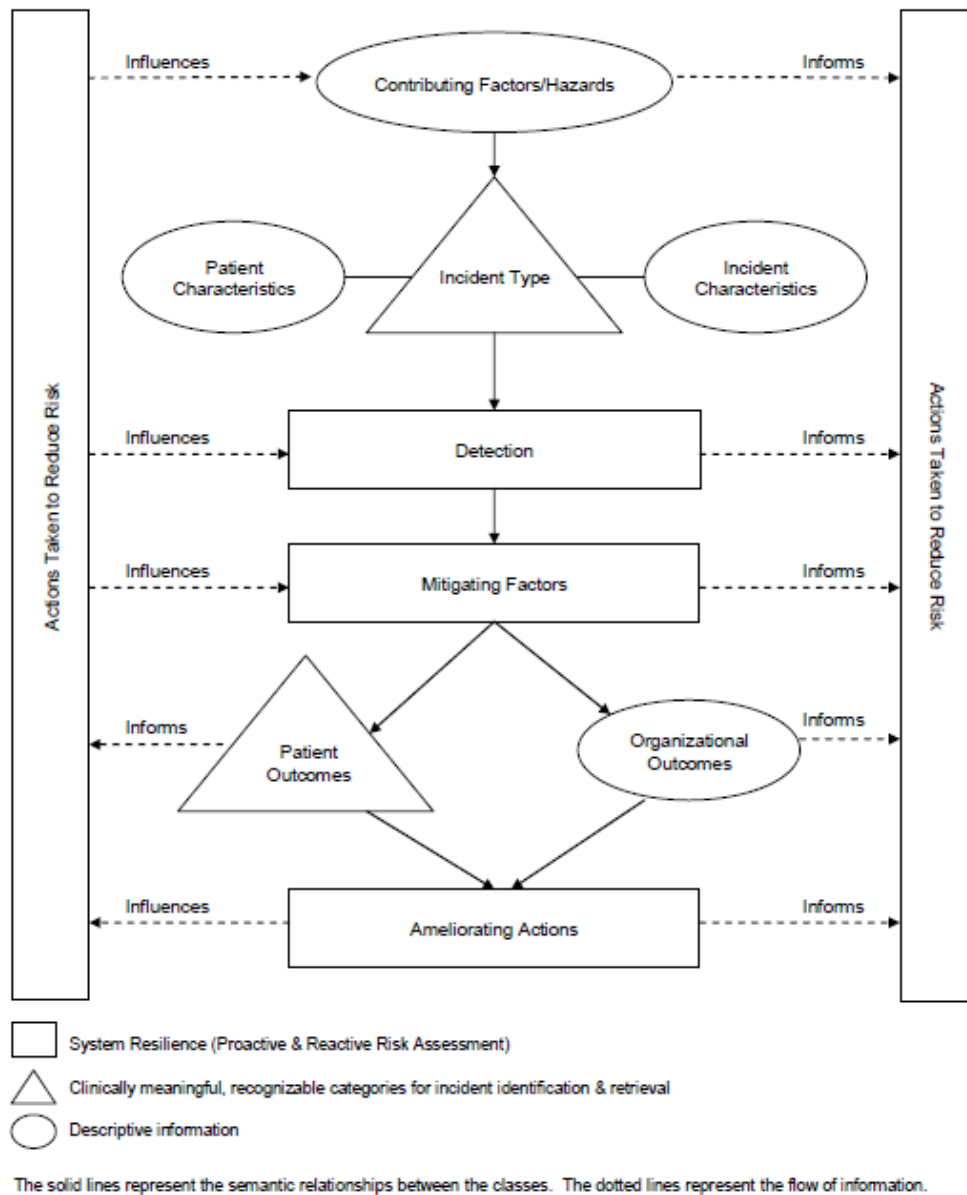 Influences
Informs
Contributing Factors/Hazards
Patient
Characteristics
Incident Type
Incident
Characteristics
Actions Taken to Reduce Risk
Actions Taken to Reduce Risk
Influences
Informs
Detection
Influences
Informs
Mitigating Factors
Informs
Informs
Patient
Outcomes
Organizational
Outcomes
Influences
Informs
Ameliorating Actions
System Resilience (Proactive & Reactive Risk Assessment)
Clinically meaningful, recognizable categories for incident identification & retrieval
Descriptive information
The solid lines represent the semantic relationships between the classes.  The dotted lines represent the flow of information.